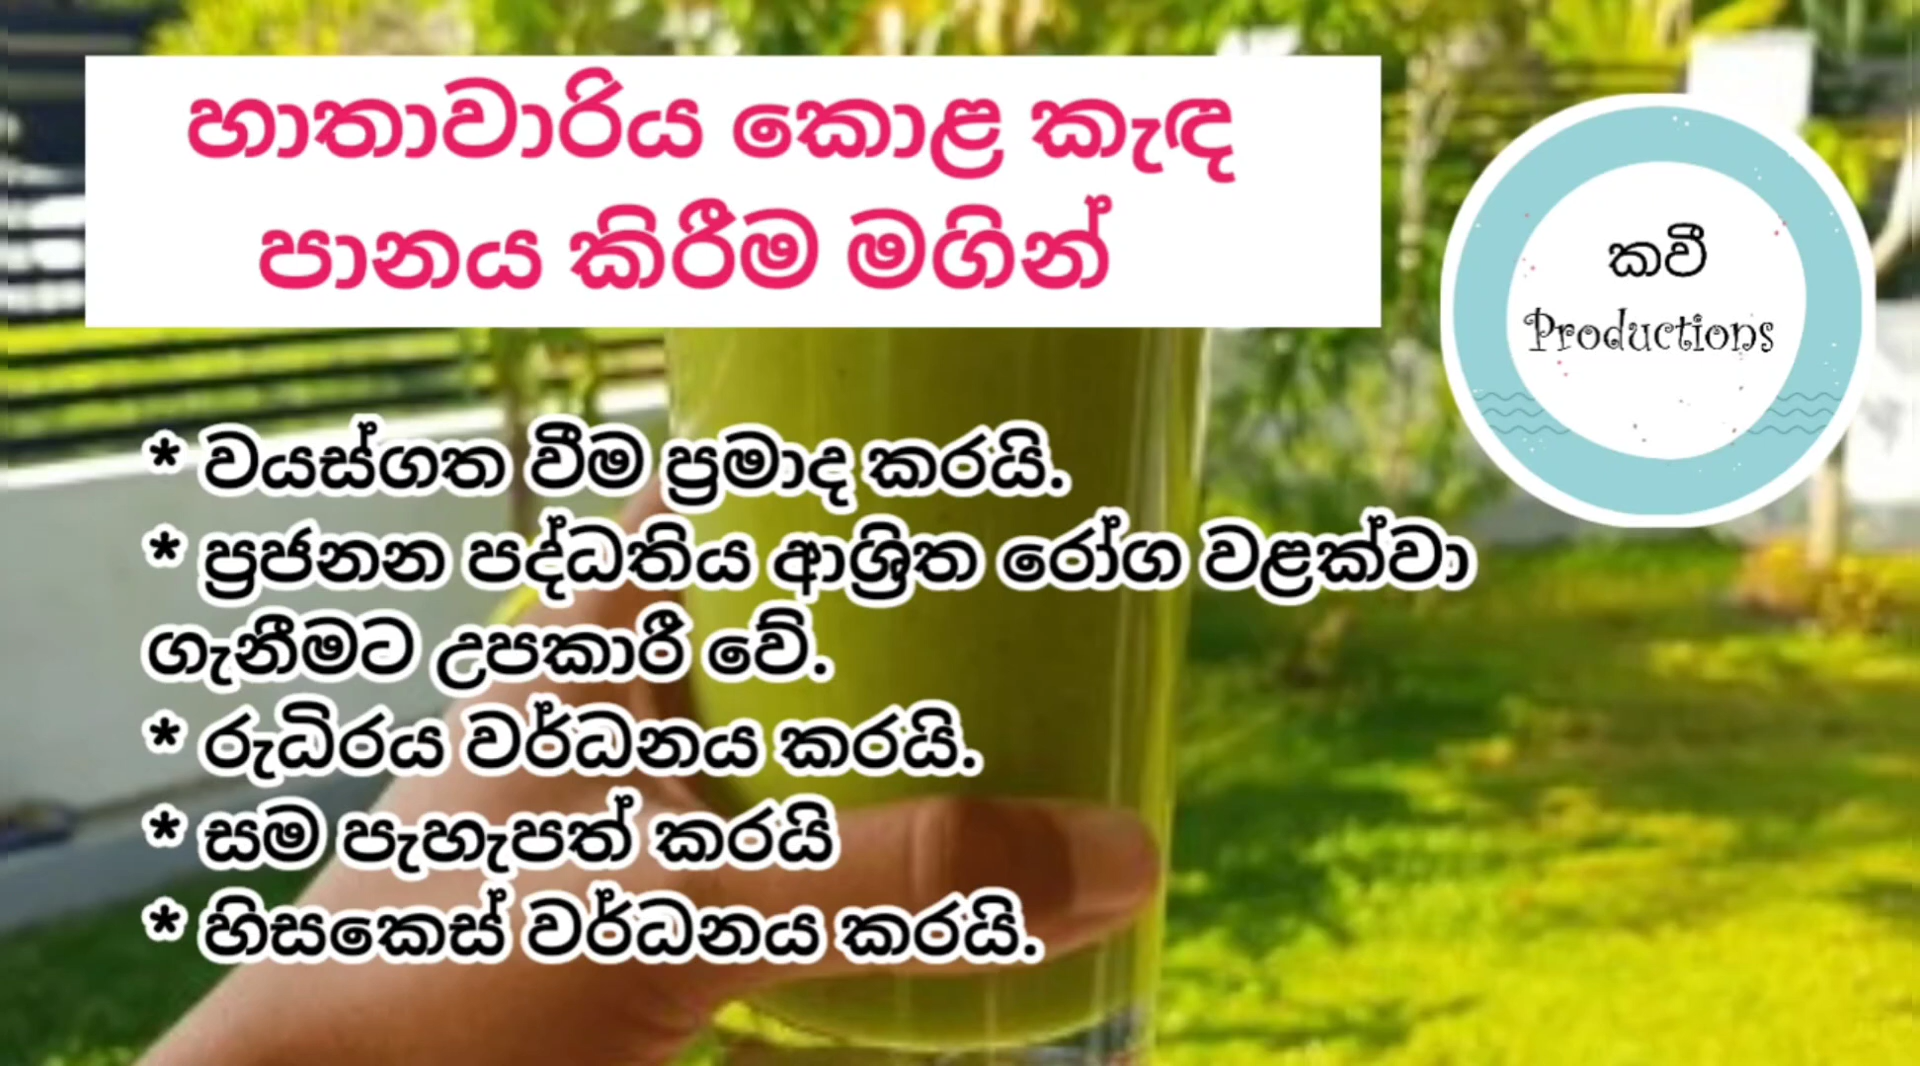 හාතාවාරිය කොළ කැඳ
පානය කිරීම මගින්
කවී
Productions
* වයස්ගත වීම ප්‍රමාද කරයි.
* ප්‍රජනන පද්ධතිය ආශ්‍රිත රෝග වළක්වා
ගැනීමට උපකාරී වේ.
* රුධිරය වර්ධනය කරයි.
* සම පැහැපත් කරයි
* හිසකෙස් වර්ධනය කරයි.